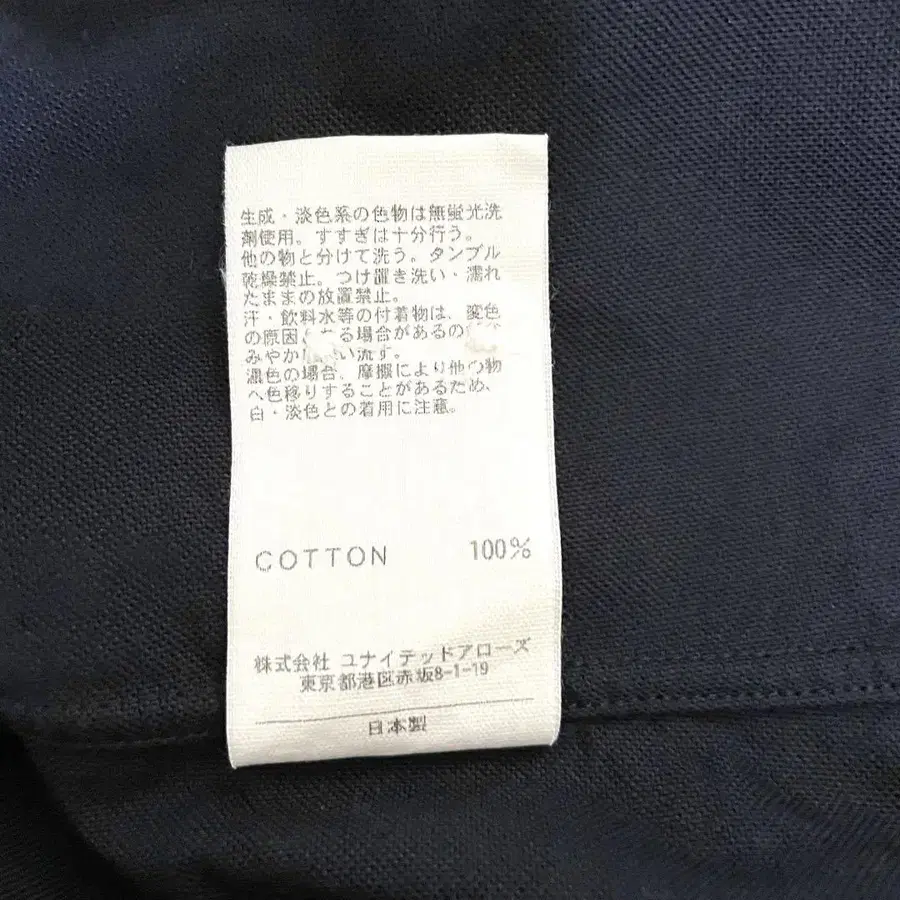 生成・淡色系の色物は無蛍光洗
剤使用。すすぎは十分行う。
他の物と分けて洗う。タンブル
乾燥禁止。つけ置き洗い・濡れ
たままの放置禁止。
汗・飲料水等の付着物は、変色
の原因となる場合があるの
みやかに洗い流す。
濃色の場合、摩擦により他の物
へ色移りすることがあるため、
白・淡色との着用に注意。
COTTON 100%
株式会社 ユナイテッドアローズ
東京都港区赤坂8-1-19
日本製